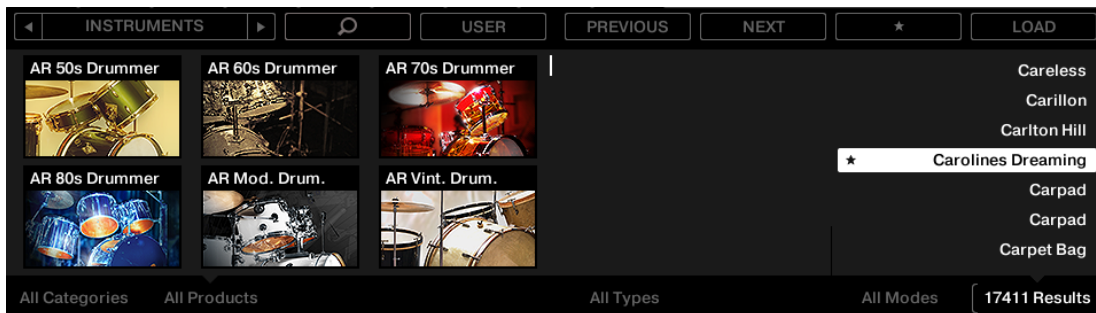 INSTRUMENTS USER PREVIOUS NEXT LOAD
AR 50s Drummer AR 60s Drummer AR 70s Drummer
AR 80s Drummer AR Mod. Drum. AR Vint. Drum.
Careless
Carillon
Carlton Hill
Carolines Dreaming
Carpad
Carpad
Carpet Bag
All Categories All Products All Types All Modes 17411 Results